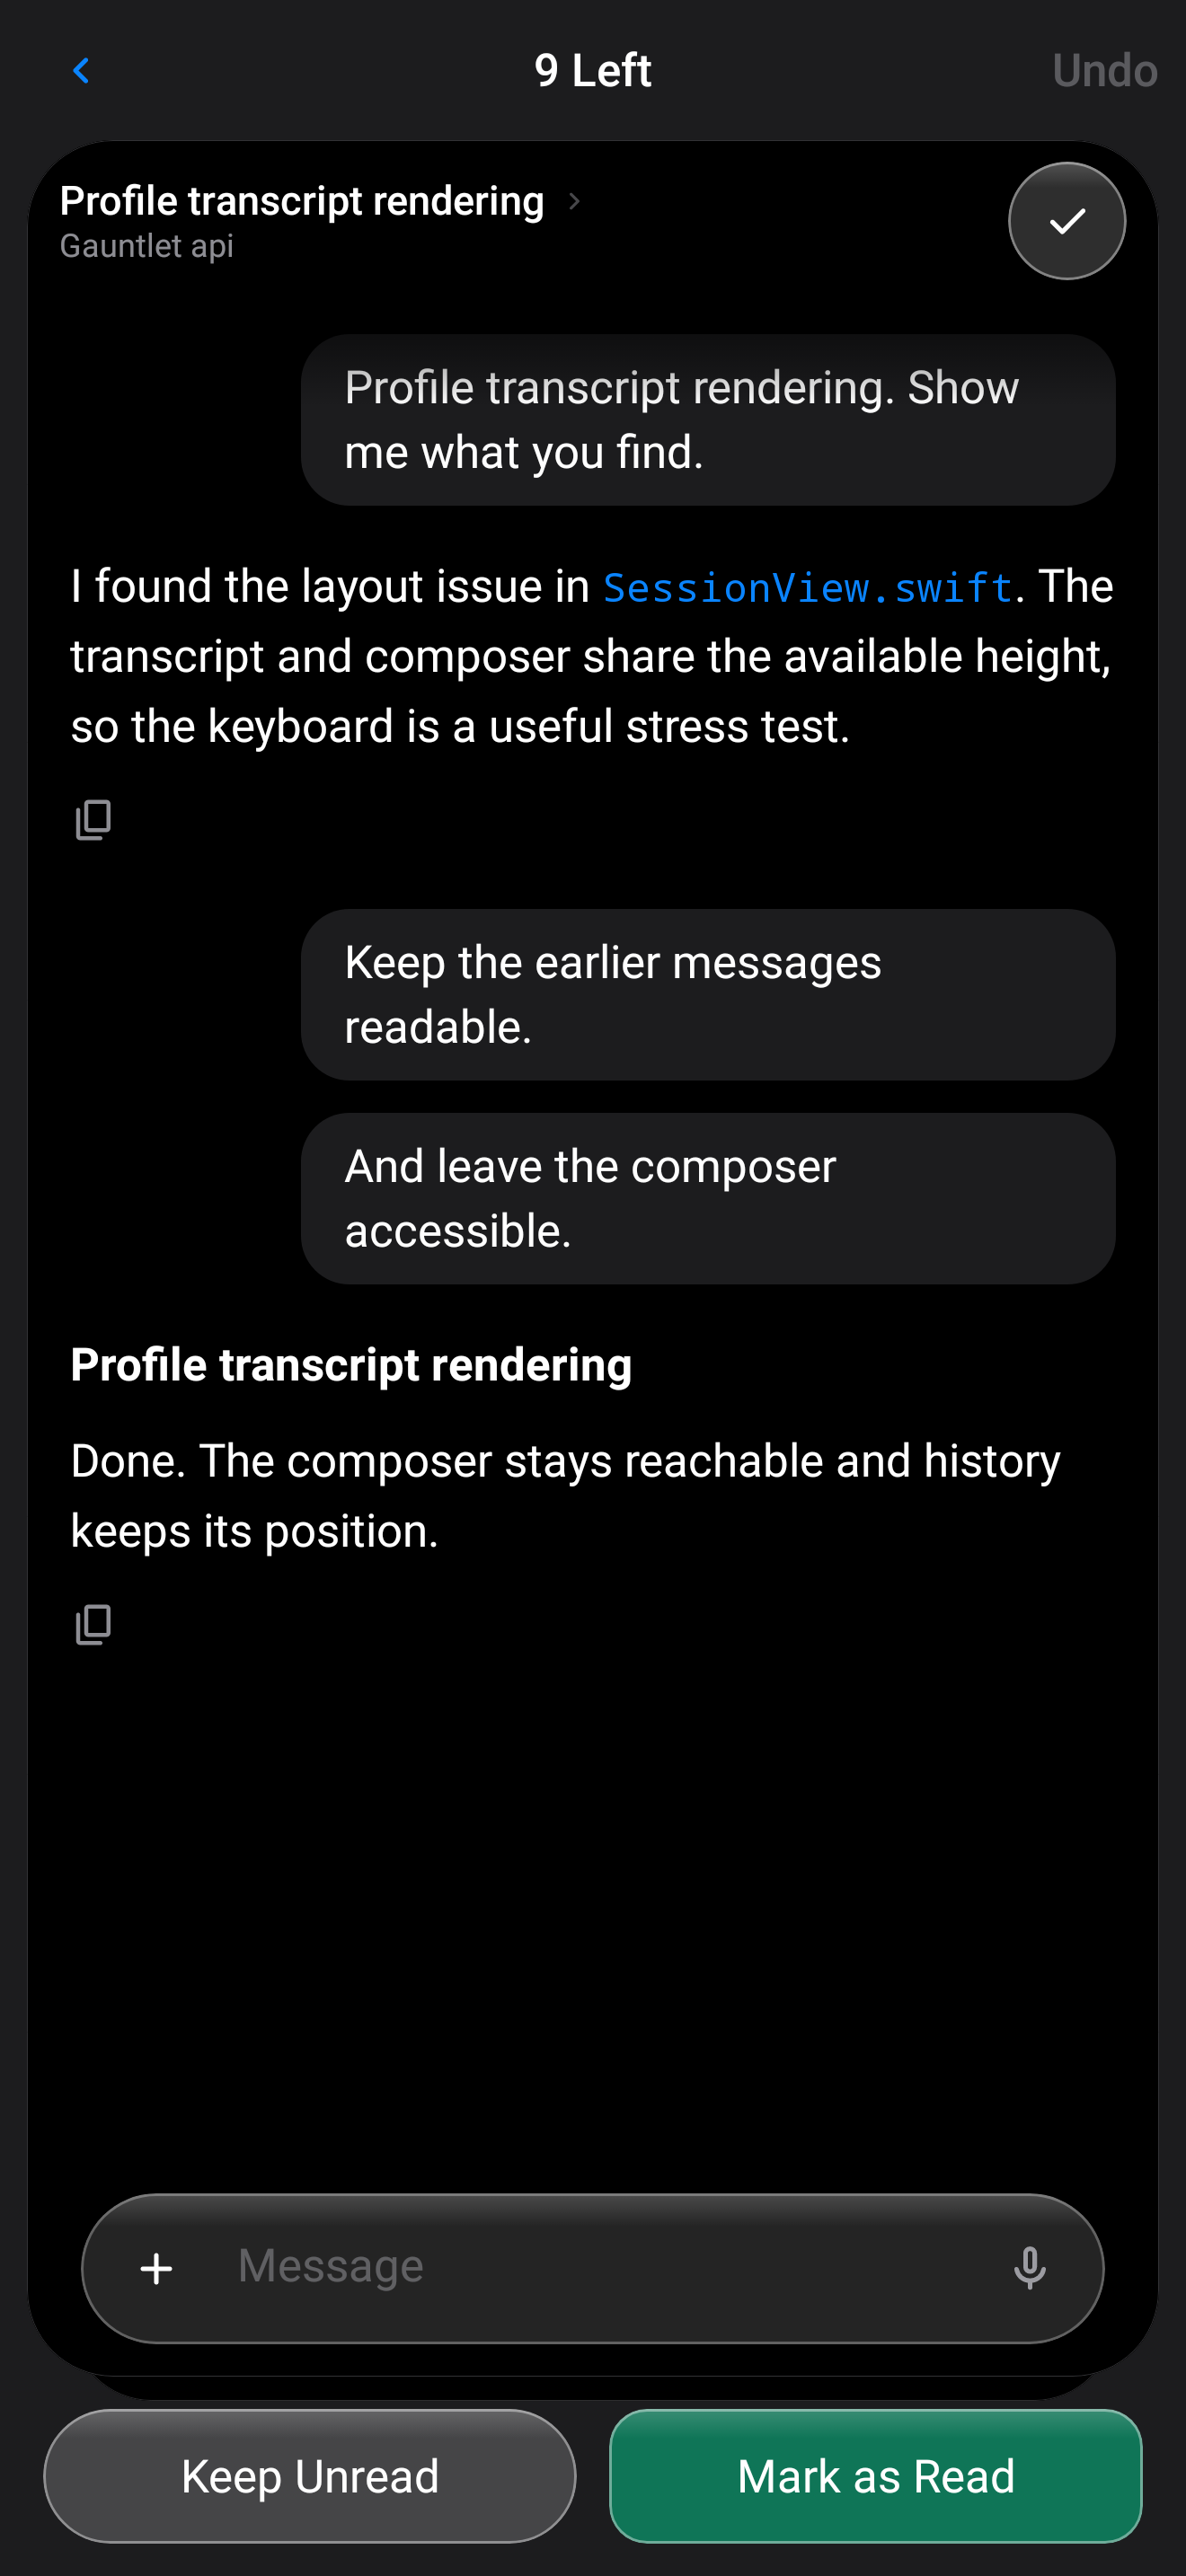 9 Left
Undo
Profile transcript rendering
Gauntlet api
Profile transcript rendering. Show
me what you find.
I found the layout issue in SessionView.swift. The
transcript and composer share the available height,
so the keyboard is a useful stress test.
Keep the earlier messages
readable.
And leave the composer
accessible.
Profile transcript rendering
Done. The composer stays reachable and history
keeps its position.
Message
Keep Unread
Mark as Read